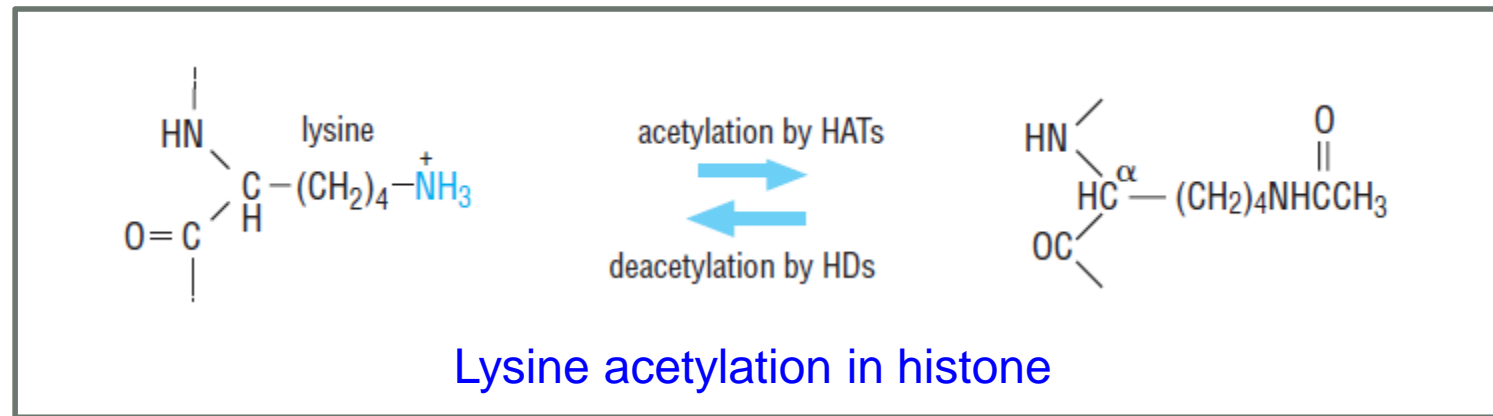 HN
lysine
C–(CH₂)₄–N⁺H₃
H
O=C
acetylation by HATs
deacetylation by HDs
HN
O
α
HC — (CH₂)₄NHCCH₃
OC
Lysine acetylation in histone